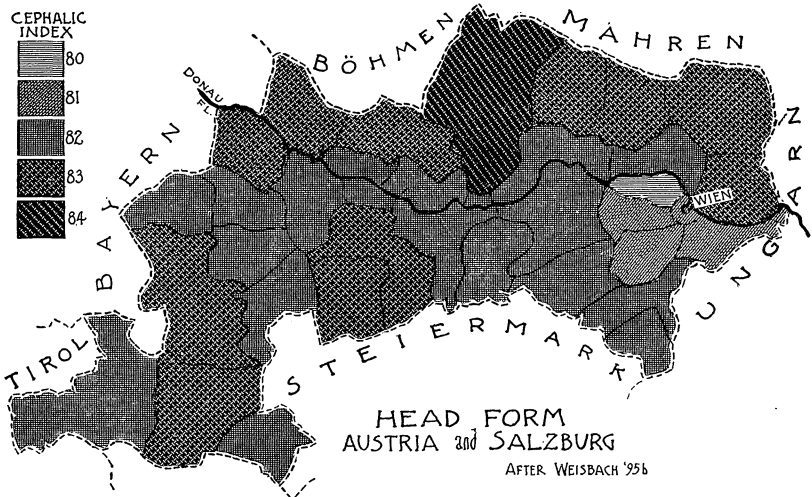 CEPHALIC
INDEX
80
81
82
83
84
BÖHMEN
MÄHREN
DONAU
FL.
BAYERN
WIEN
UNGARN
TIROL
STEIERMARK
HEAD FORM
AUSTRIA and SALZBURG
AFTER WEISBACH '95b